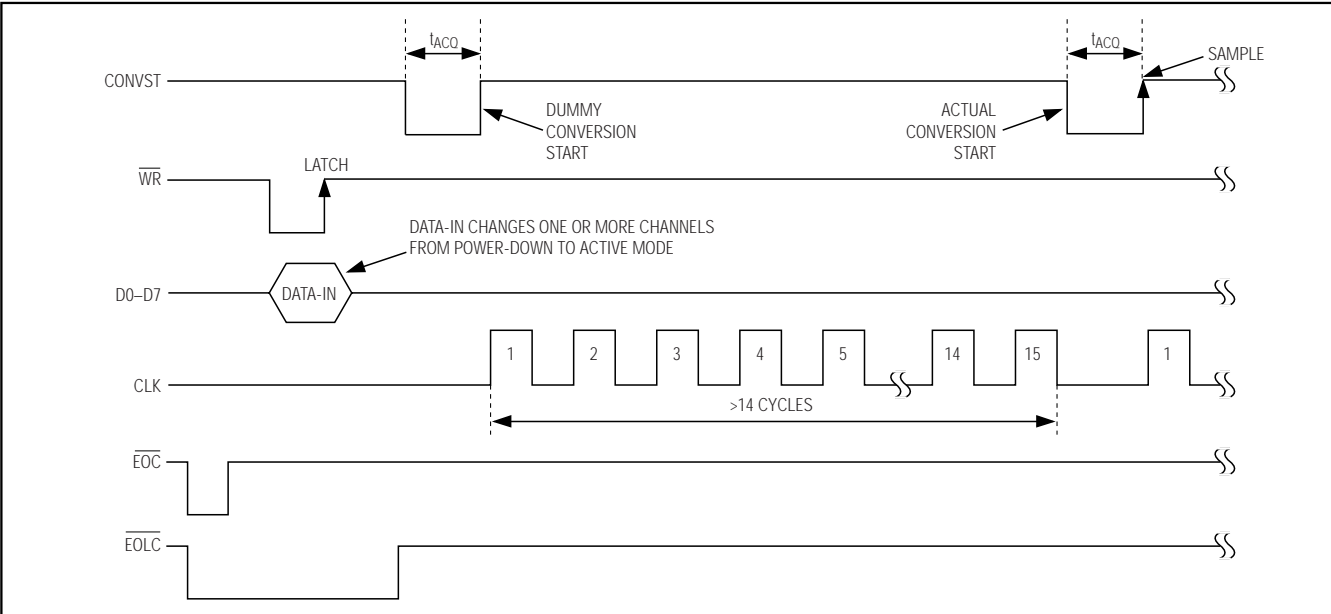 tACQ
tACQ
SAMPLE
CONVST
DUMMY
CONVERSION
START
ACTUAL
CONVERSION
START
LATCH
WR
DATA-IN CHANGES ONE OR MORE CHANNELS
FROM POWER-DOWN TO ACTIVE MODE
D0–D7
DATA-IN
1 2 3 4 5 14 15 1
CLK
>14 CYCLES
EOC
EOLC